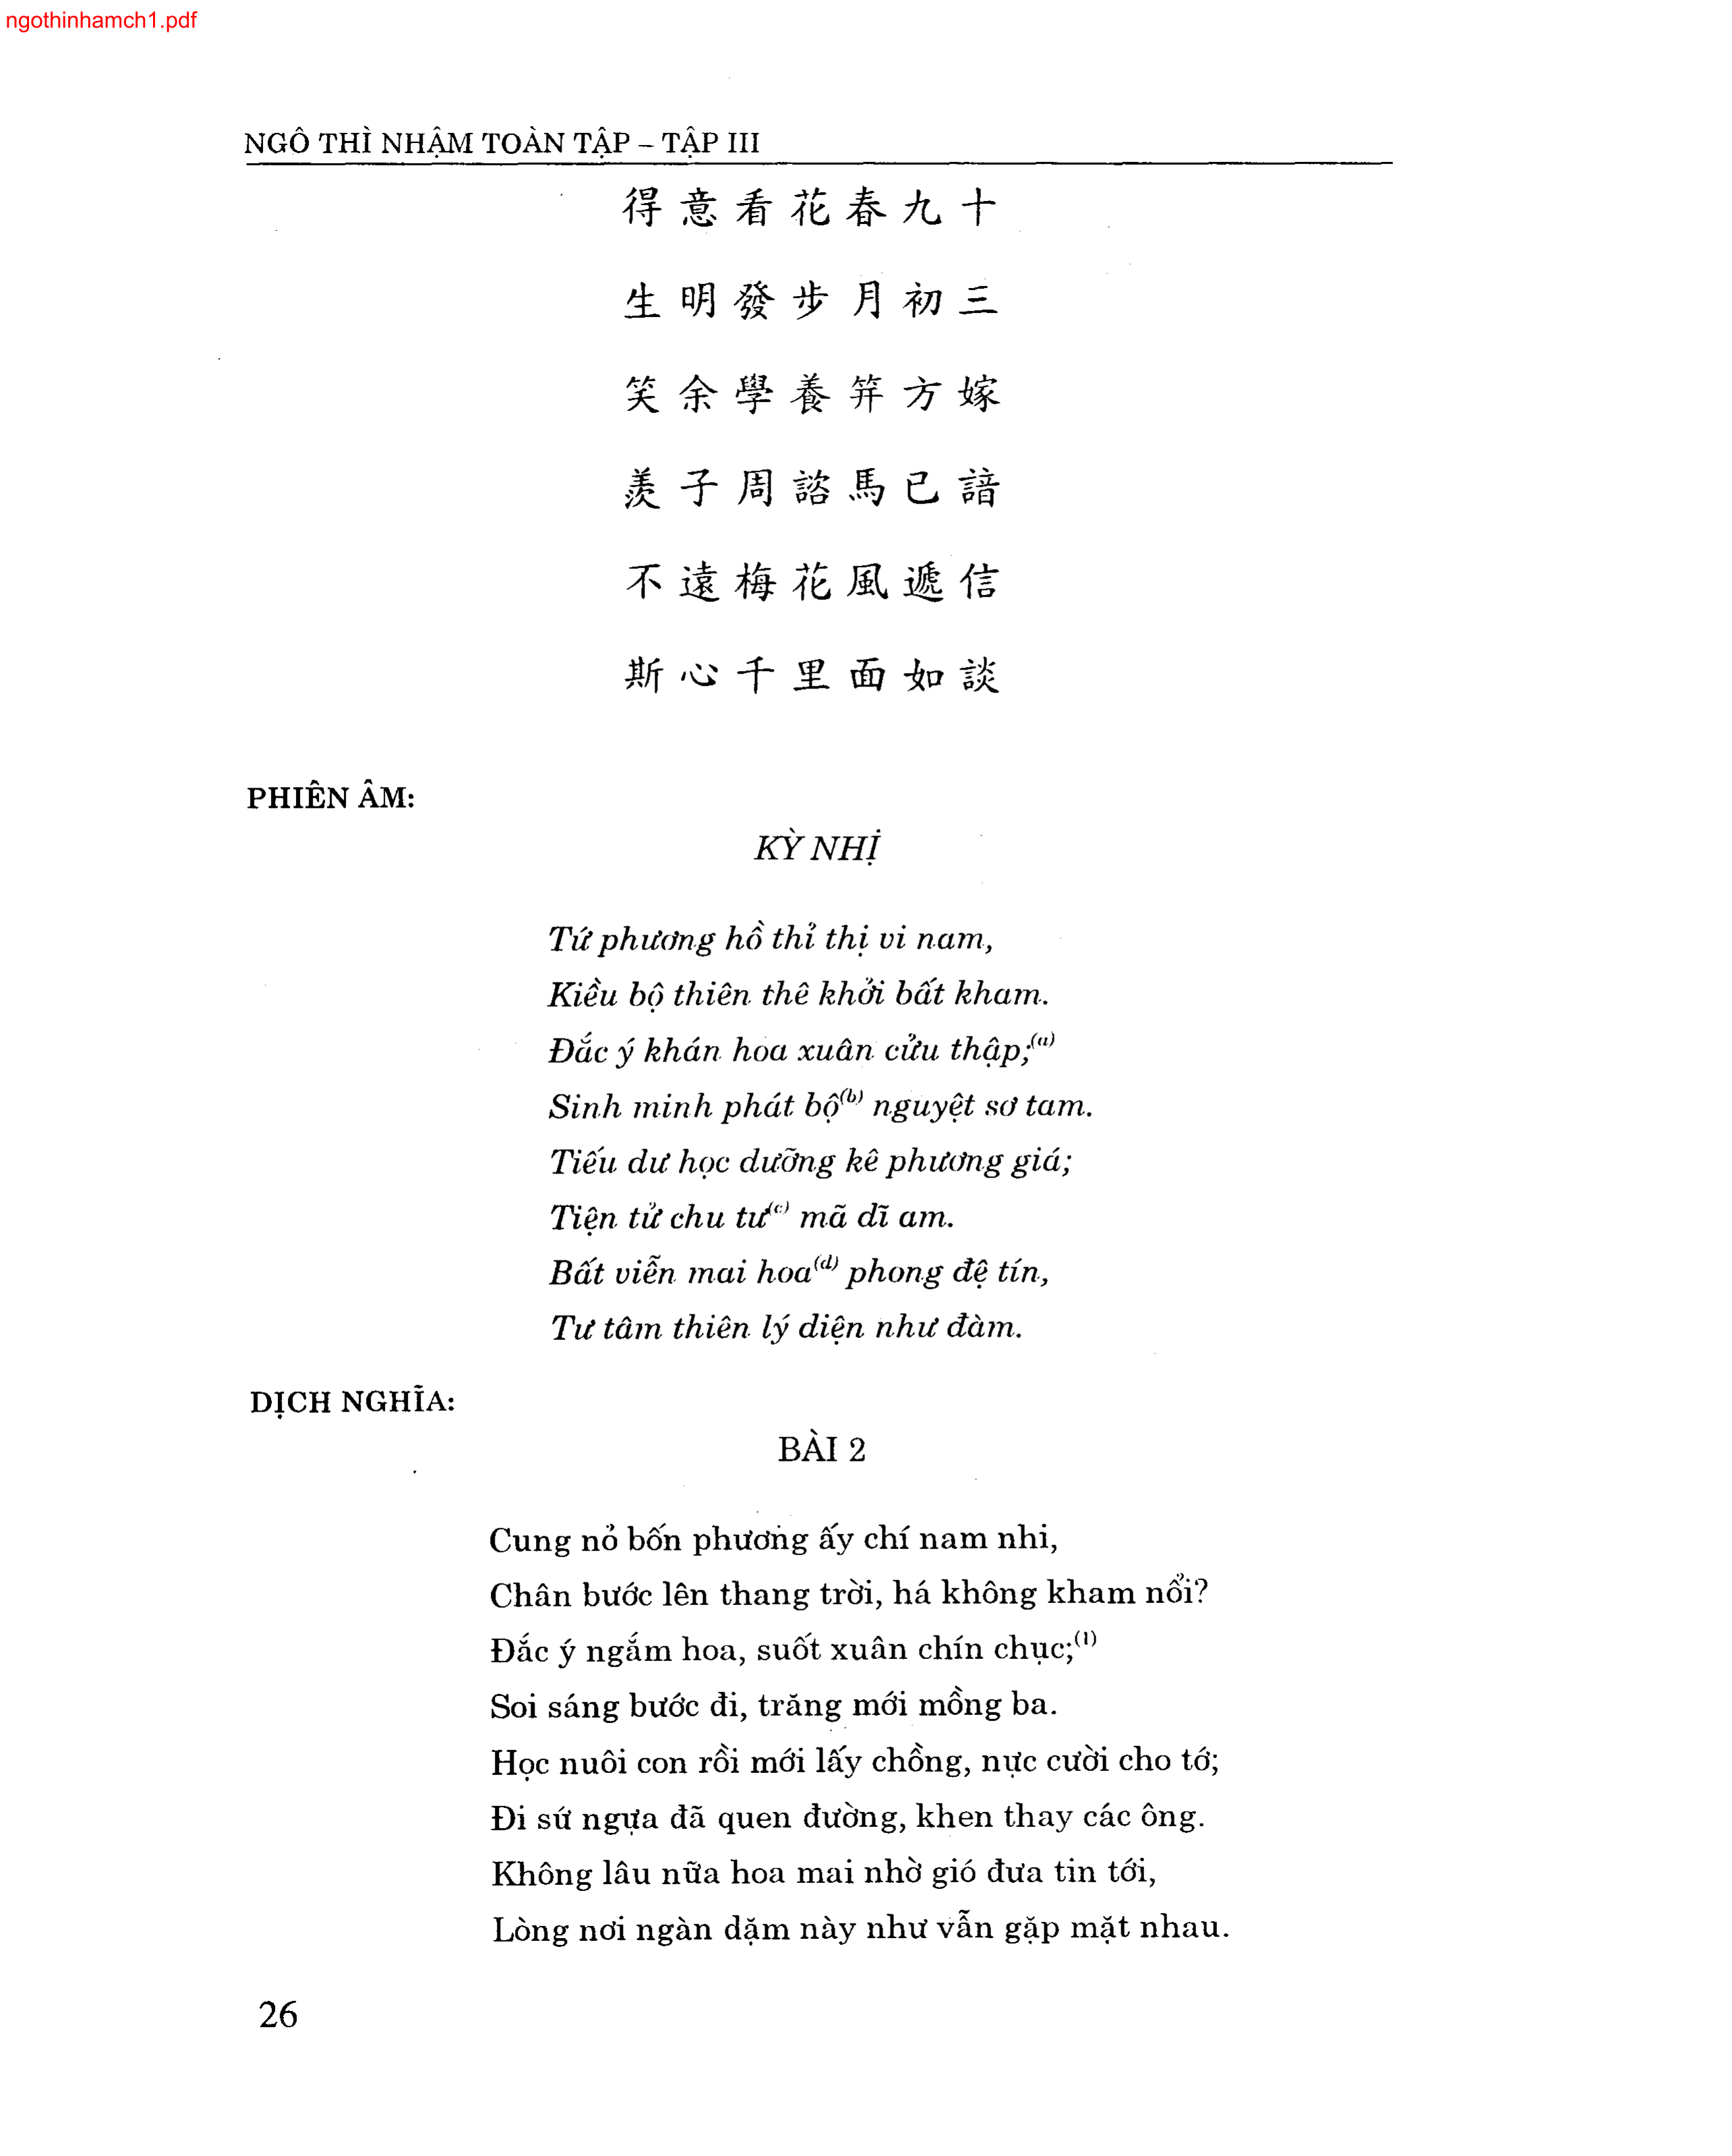 ngothinhamch1.pdf
NGÔ THÌ NHẬM TOÀN TẬP – TẬP III
得意看花春九十
生明發步月初三
笑余學養笄方嫁
羨子周諮馬已諳
不遠梅花風遞信
斯心千里面如談
PHIÊN ÂM:
KỲ NHỊ
Tứ phương hồ thỉ thị vi nam,
Kiều bộ thiên thê khởi bất kham.
Đắc ý khán hoa xuân cửu thập;(a)
Sinh minh phát bộ(b) nguyệt sơ tam.
Tiếu dư học dưỡng kê phương giá;
Tiện tử chu tư(c) mã dĩ am.
Bất viễn mai hoa(d) phong đệ tín,
Tư tâm thiên lý diện như đàm.
DỊCH NGHĨA:
BÀI 2
Cung nỏ bốn phương ấy chí nam nhi,
Chân bước lên thang trời, há không kham nổi?
Đắc ý ngắm hoa, suốt xuân chín chục;(1)
Soi sáng bước đi, trăng mới mồng ba.
Học nuôi con rồi mới lấy chồng, nực cười cho tớ;
Đi sứ ngựa đã quen đường, khen thay các ông.
Không lâu nữa hoa mai nhờ gió đưa tin tới,
Lòng nơi ngàn dặm này như vẫn gặp mặt nhau.
26